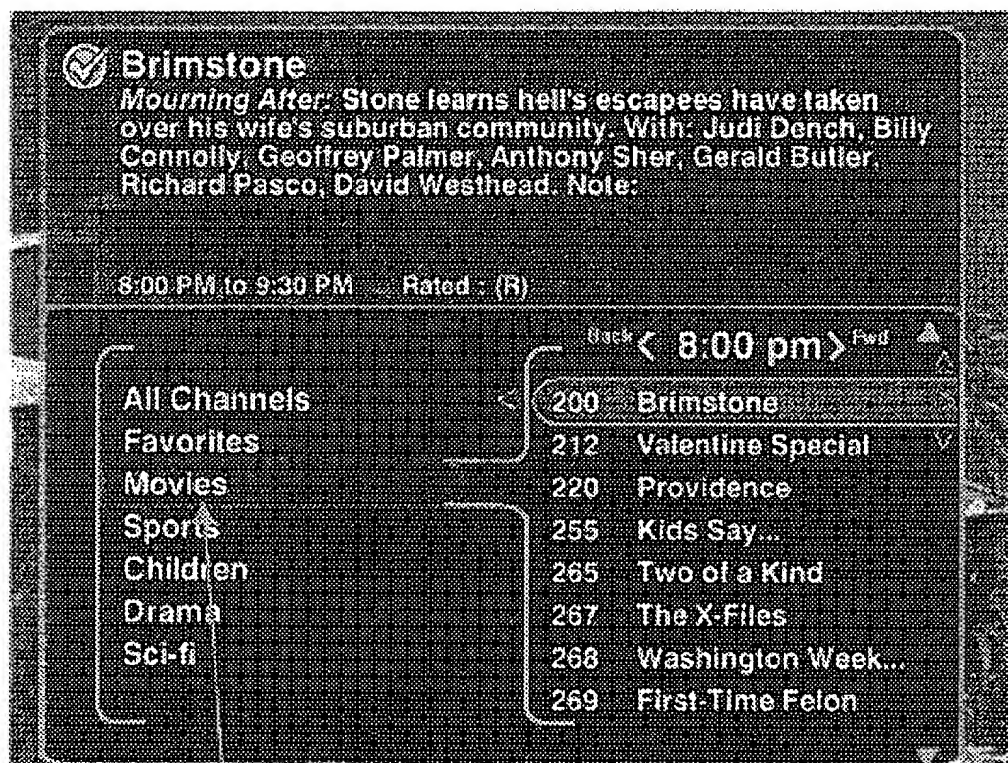 Brimstone
Mourning After: Stone learns hell's escapees have taken
over his wife's suburban community. With: Judi Dench, Billy
Connolly, Geoffrey Palmer, Anthony Sher, Gerald Butler,
Richard Pasco, David Westhead. Note:
8:00 PM to 9:30 PM Rated : (R)
Back < 8:00 pm > Fwd
All Channels < 200 Brimstone
Favorites 212 Valentine Special
Movies 220 Providence
Sports 255 Kids Say...
Children 265 Two of a Kind
Drama 267 The X-Files
Sci-fi 268 Washington Week...
269 First-Time Felon